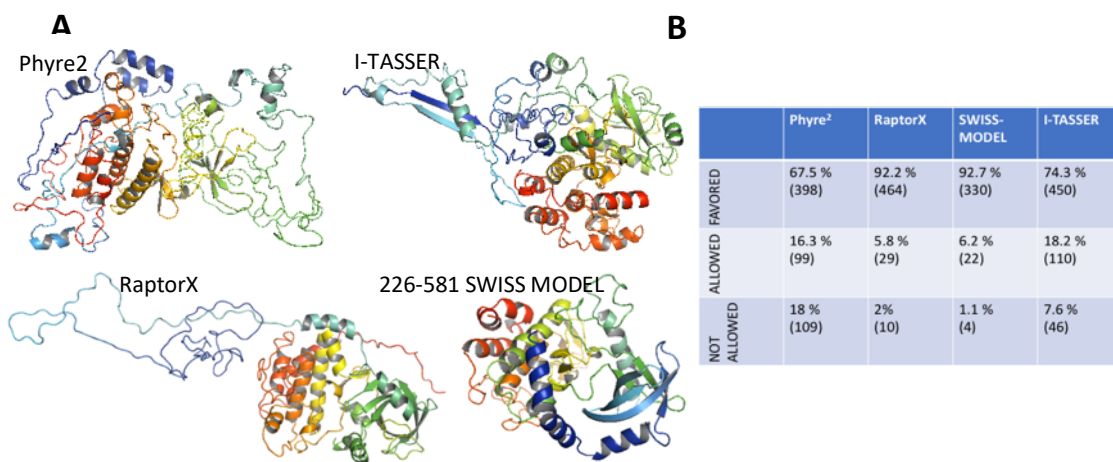 A
B
Phyre2
I-TASSER
RaptorX
226-581 SWISS MODEL
Phyre2 RaptorX SWISS-MODEL I-TASSER
FAVORED 67.5 % (398) 92.2 % (464) 92.7 % (330) 74.3 % (450)
ALLOWED 16.3 % (99) 5.8 % (29) 6.2 % (22) 18.2 % (110)
NOT ALLOWED 18 % (109) 2% (10) 1.1 % (4) 7.6 % (46)